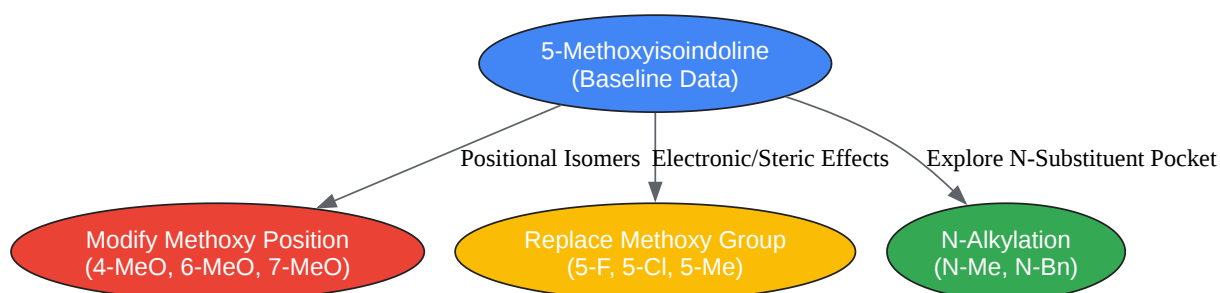 5-Methoxyisoindoline
(Baseline Data)
Positional Isomers
Electronic/Steric Effects
Explore N-Substituent Pocket
Modify Methoxy Position
(4-MeO, 6-MeO, 7-MeO)
Replace Methoxy Group
(5-F, 5-Cl, 5-Me)
N-Alkylation
(N-Me, N-Bn)